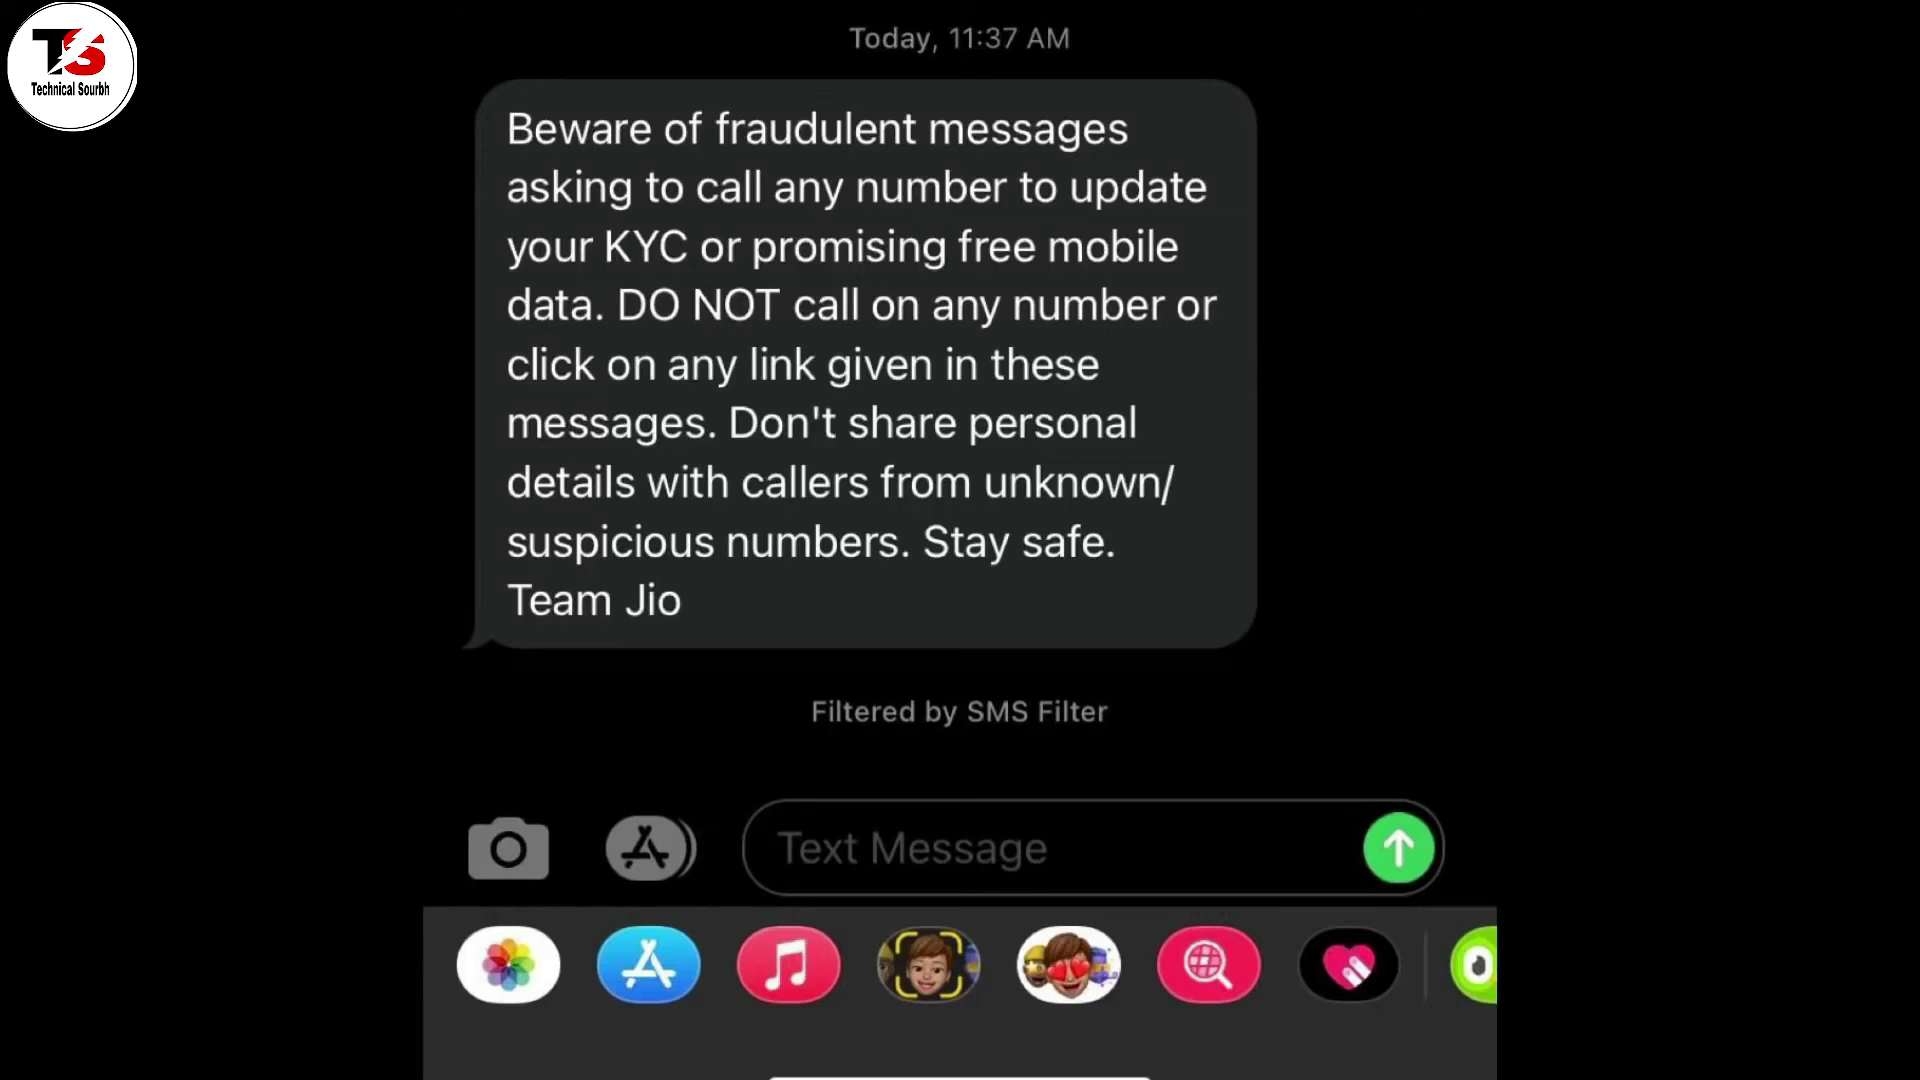 TS
Technical Sourbh
Today, 11:37 AM
Beware of fraudulent messages
asking to call any number to update
your KYC or promising free mobile
data. DO NOT call on any number or
click on any link given in these
messages. Don't share personal
details with callers from unknown/
suspicious numbers. Stay safe.
Team Jio
Filtered by SMS Filter
Text Message